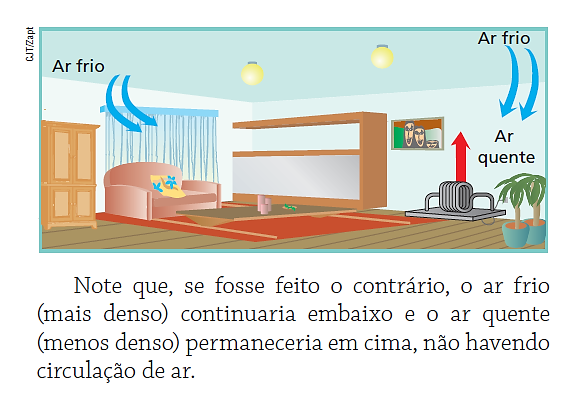 CJT/Zapt
Ar frio
Ar frio
Ar
quente
Note que, se fosse feito o contrário, o ar frio
(mais denso) continuaria embaixo e o ar quente
(menos denso) permaneceria em cima, não havendo
circulação de ar.